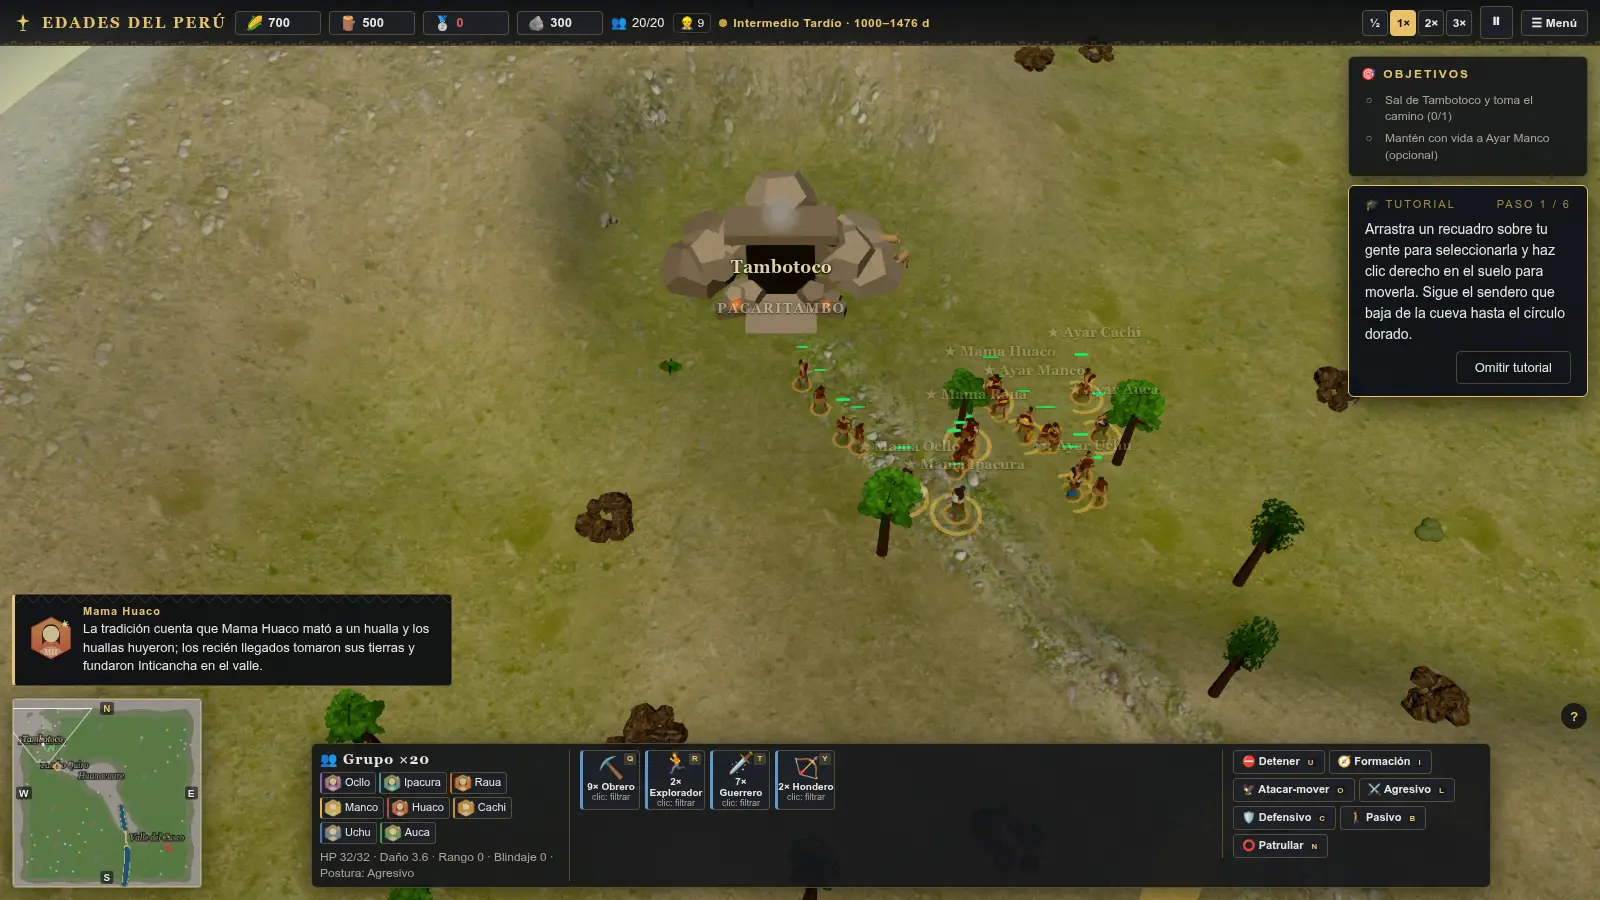 EDADES DEL PERÚ
700
500
0
300
20/20
9
Intermedio Tardío · 1000–1476 d
½
1×
2×
3×
⏸
☰ Menú
OBJETIVOS
Sal de Tambotoco y toma el
camino (0/1)
Mantén con vida a Ayar Manco
(opcional)
TUTORIAL
PASO 1 / 6
Arrastra un recuadro sobre tu
gente para seleccionarla y haz
clic derecho en el suelo para
moverla. Sigue el sendero que
baja de la cueva hasta el círculo
dorado.
Omitir tutorial
Tambotoco
PACARITAMBO
★ Ayar Cachi
★ Mama Huaco
★ Ayar Manco
★ Mama Raua
Ayar Auca
Mama Ocllo
Ayar Uchu
Mama Ipacura
Mama Huaco
MH
La tradición cuenta que Mama Huaco mató a un hualla y los
huallas huyeron; los recién llegados tomaron sus tierras y
fundaron Inticancha en el valle.
N
Tambotoco
Quiro
Huanacaure
W
E
Valle del Cusco
S
Grupo ×20
Ocllo
Ipacura
Raua
Manco
Huaco
Cachi
Uchu
Auca
HP 32/32 · Daño 3.6 · Rango 0 · Blindaje 0 ·
Postura: Agresivo
Q
9× Obrero
clic: filtrar
R
2×
Explorador
clic: filtrar
T
7×
Guerrero
clic: filtrar
Y
2× Hondero
clic: filtrar
Detener U
Formación I
Atacar-mover O
Agresivo L
Defensivo C
Pasivo B
Patrullar N
?